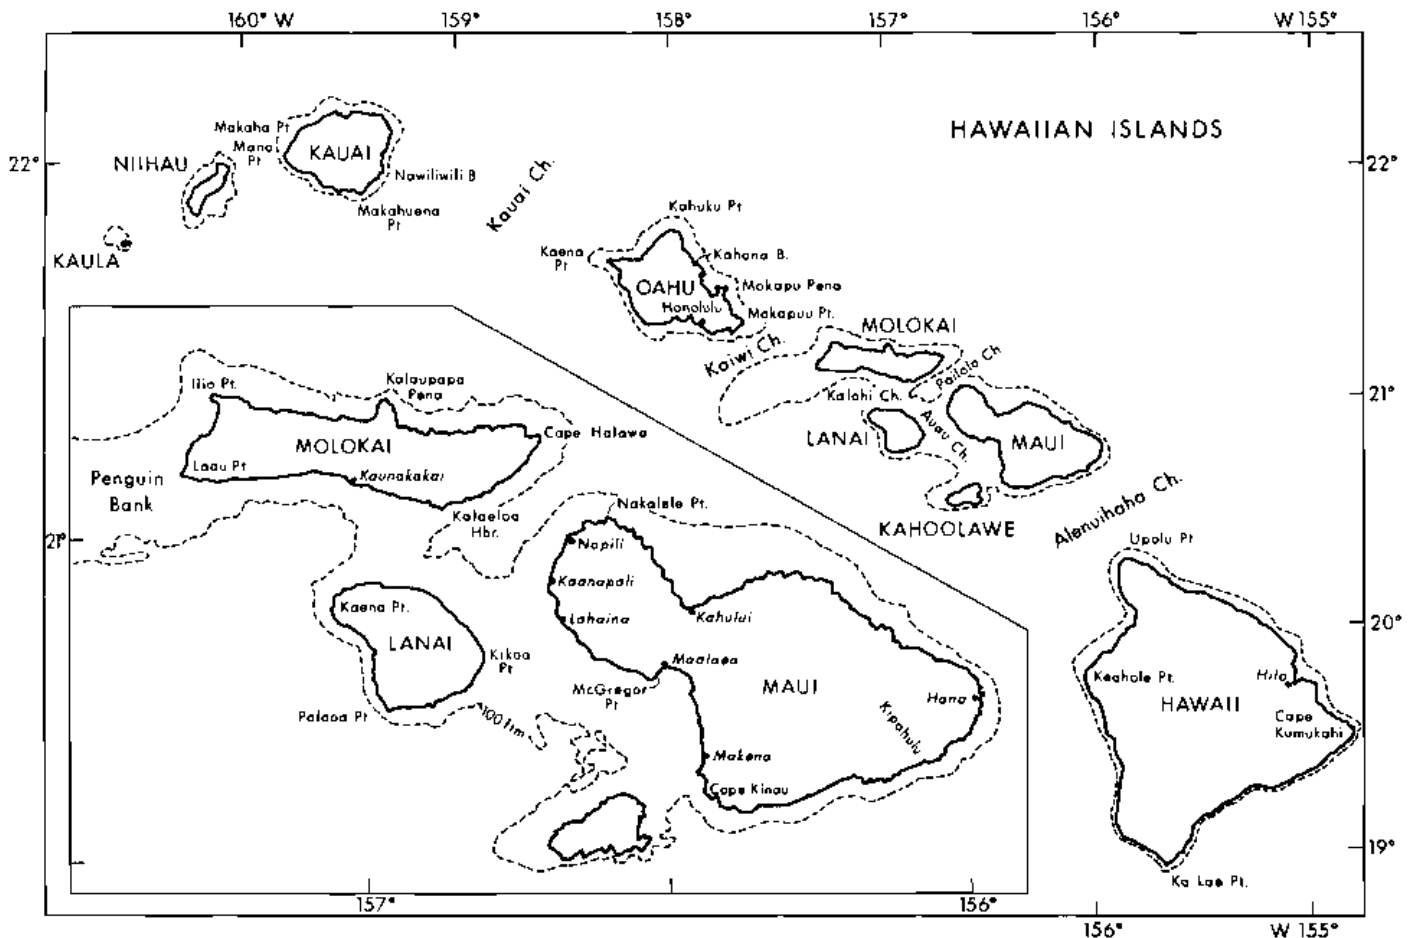 160° W 159° 158° 157° 156° W 155°
HAWAIIAN ISLANDS
Makaha Pt
Mana
Pt
KAUAI
NIIHAU
22°
22°
Nawiliwili B
Makahuena
Pt
Kauai Ch.
KAULA
Kahuku Pt
Kaena
Pt
Kahana B.
OAHU
Mokapu Pena
Honolulu
Makapuu Pt.
Kaiwi Ch.
MOLOKAI
Pailolo Ch
Kalohi Ch.
21°
LANAI
Auau Ch.
MAUI
KAHOOLAWE
Alenuihaha Ch.
Upolu Pt
20°
Keahole Pt.
Hilo
HAWAII
Cape
Kumukahi
19°
Ka Lae Pt.
Ilio Pt.
Kalaupapa
Pena
MOLOKAI
Cape Halawa
Laau Pt
Kaunakakai
Penguin
Bank
Kalaeloa
Hbr.
21°
Nakalele Pt.
Napili
Kaanapali
Kaena Pt.
Lahaina
Kahului
LANAI
Kikoa
Pt
Maalaea
McGregor
Pt
MAUI
Hana
Palaoa Pt
100 fm
Kipahulu
Makena
Cape Kinau
157°
156°
156°
W 155°